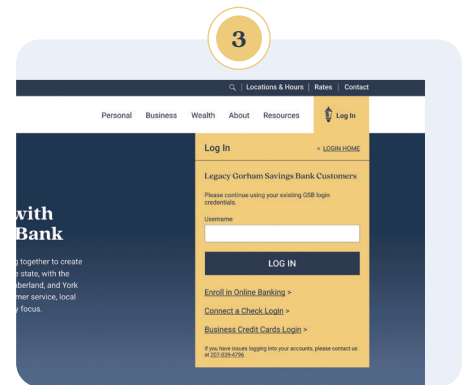 3
Locations & Hours | Rates | Contact
Personal Business Wealth About Resources Log In
Log In < LOGIN HOME
Legacy Gorham Savings Bank Customers
Please continue using your existing GSB login
credentials.
Username
LOG IN
Enroll in Online Banking >
Connect a Check Login >
Business Credit Cards Login >
If you have issues logging into your accounts, please contact us
at 207-839-4796
with
Bank
together to create
state, with the
and York
service, local
focus.